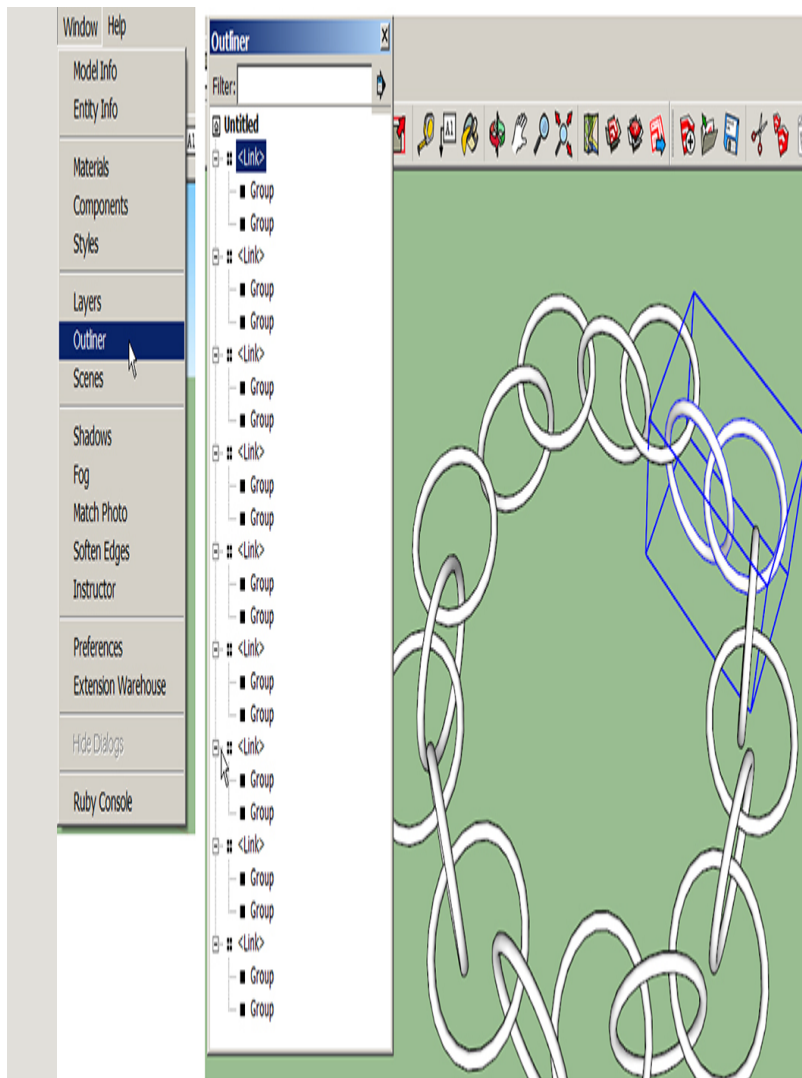 Window Help
Model Info
Entity Info
Materials
Components
Styles
Layers
Outliner
Scenes
Shadows
Fog
Match Photo
Soften Edges
Instructor
Preferences
Extension Warehouse
Hide Dialogs
Ruby Console
Outliner
Filter:
Untitled
<Link>
Group
Group
<Link>
Group
Group
<Link>
Group
Group
<Link>
Group
Group
<Link>
Group
Group
<Link>
Group
Group
<Link>
Group
Group
<Link>
Group
Group
<Link>
Group
Group
A1